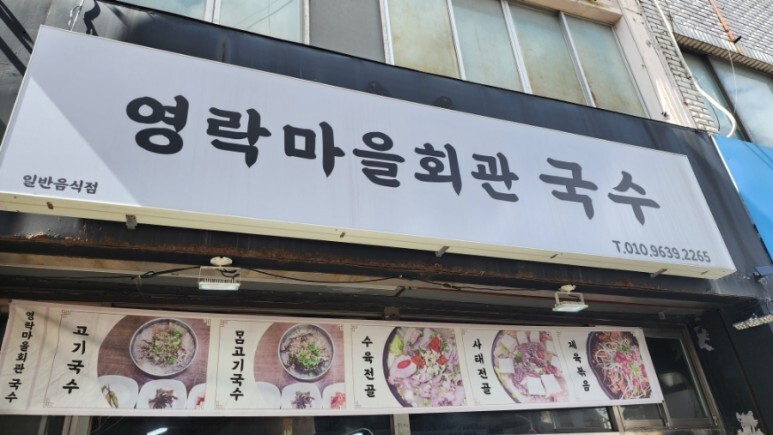 영락마을회관 국수
일반음식점
T.010.9639.2265
영락마을회관 국수
고기국수
몸고기국수
수육전골
사태전골
제육볶음